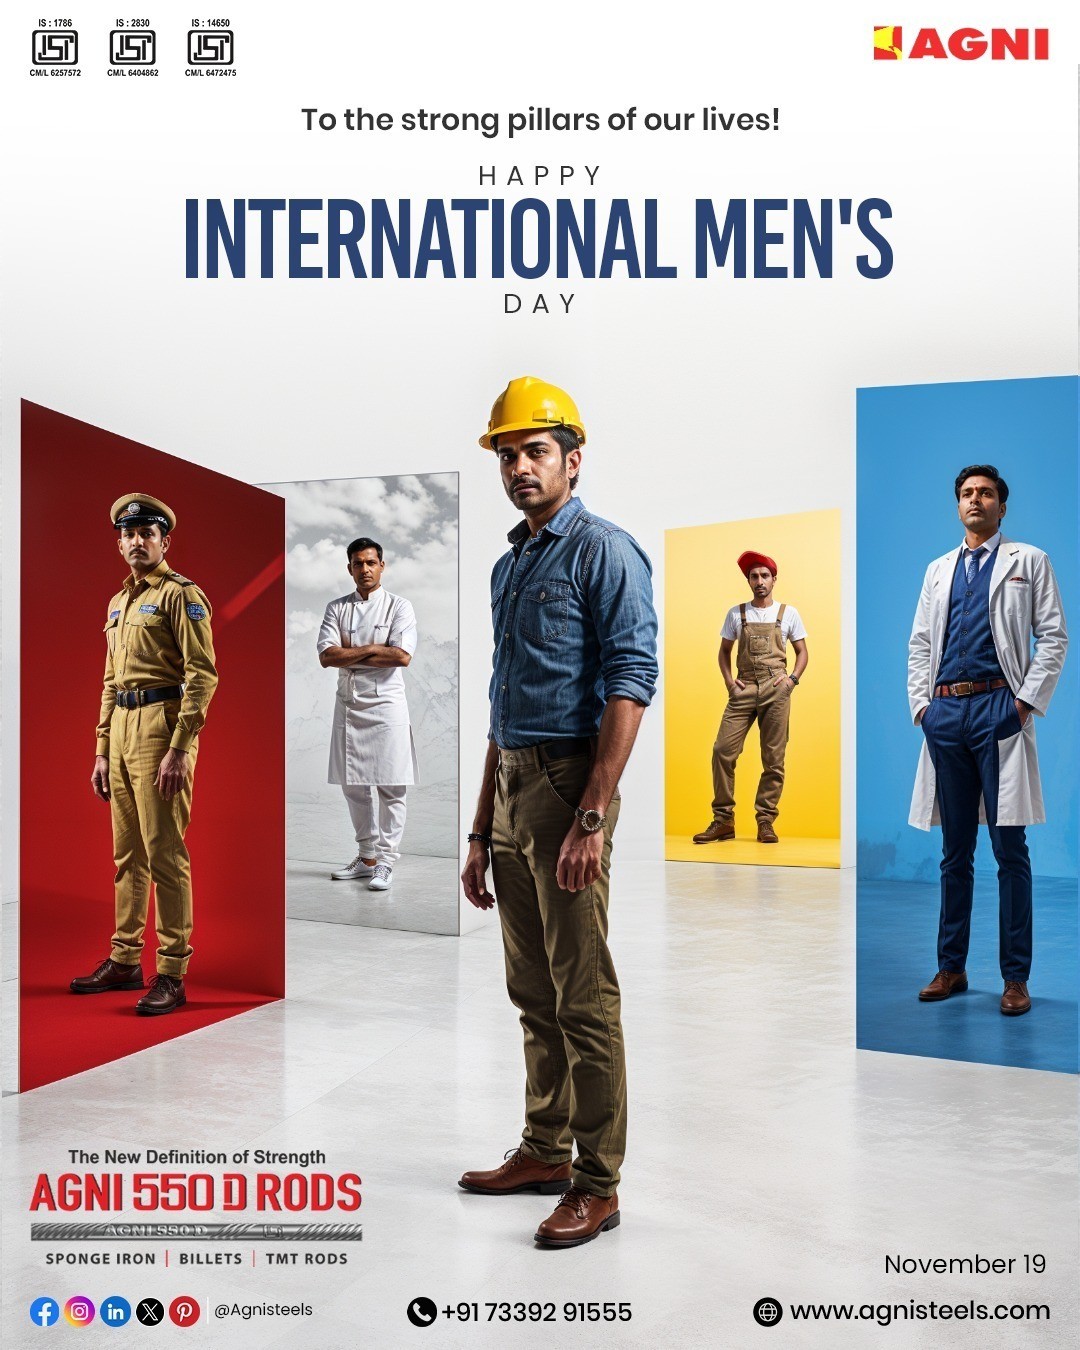 IS : 1786
CM/L 6257572
IS : 2830
CM/L 6404862
IS : 14650
CM/L 6472475
AGNI
To the strong pillars of our lives!
HAPPY
INTERNATIONAL MEN'S
DAY
The New Definition of Strength
AGNI 550 D RODS
AGNI 550 D
SPONGE IRON | BILLETS | TMT RODS
November 19
@Agnisteels
+91 73392 91555
www.agnisteels.com